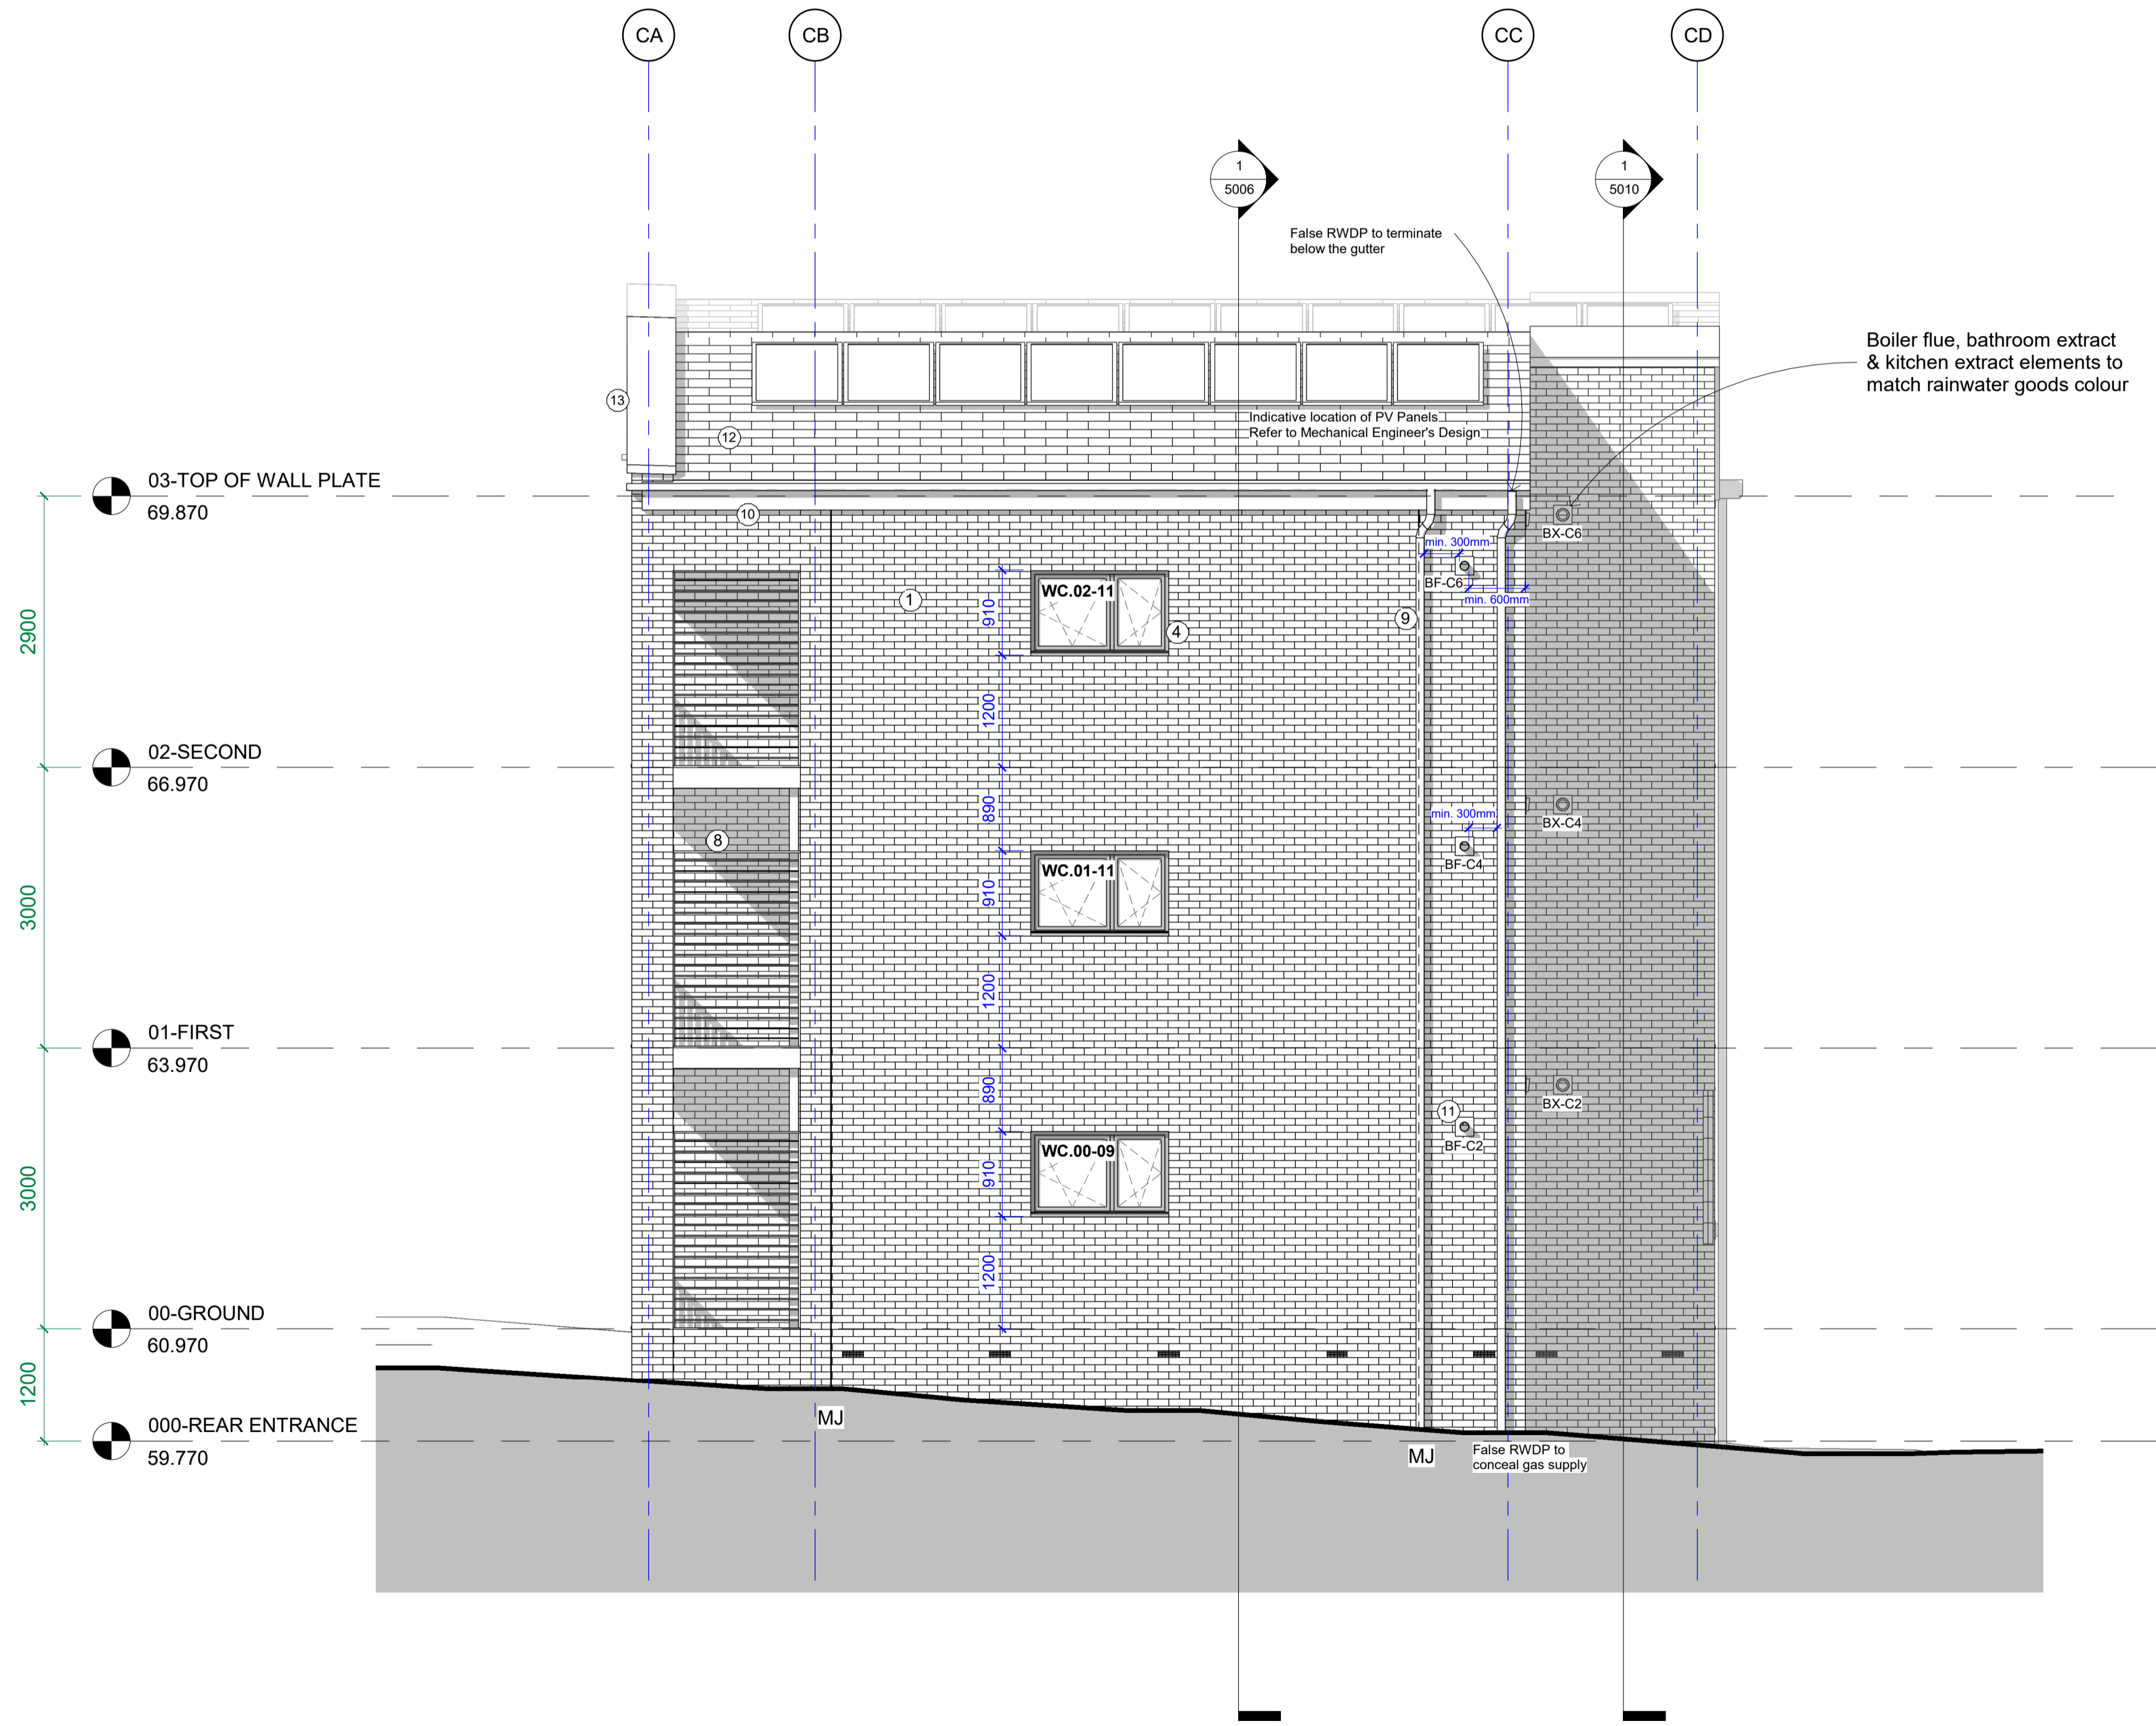 CA
CB
CC
CD
1
5006
1
5010
False RWDP to terminate
below the gutter
Boiler flue, bathroom extract
& kitchen extract elements to
match rainwater goods colour
13
12
Indicative location of PV Panels
Refer to Mechanical Engineer's Design
03-TOP OF WALL PLATE
69.870
10
BX-C6
min. 300mm
BF-C6
min. 600mm
WC.02-11
1
4
9
910
2900
1200
02-SECOND
66.970
890
8
min. 300mm
BF-C4
BX-C4
WC.01-11
910
3000
1200
01-FIRST
63.970
890
11
BF-C2
BX-C2
WC.00-09
910
3000
1200
00-GROUND
60.970
1200
000-REAR ENTRANCE
59.770
MJ
MJ
False RWDP to
conceal gas supply